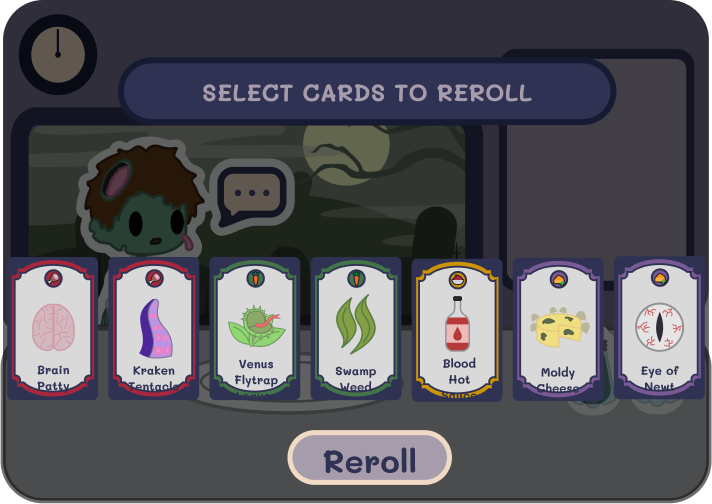 SELECT CARDS TO REROLL
Brain
Patty
Kraken
Tentacle
Venus
Flytrap
Swamp
Weed
Blood
Hot
Sauce
Moldy
Cheese
Eye of
Newt
Reroll